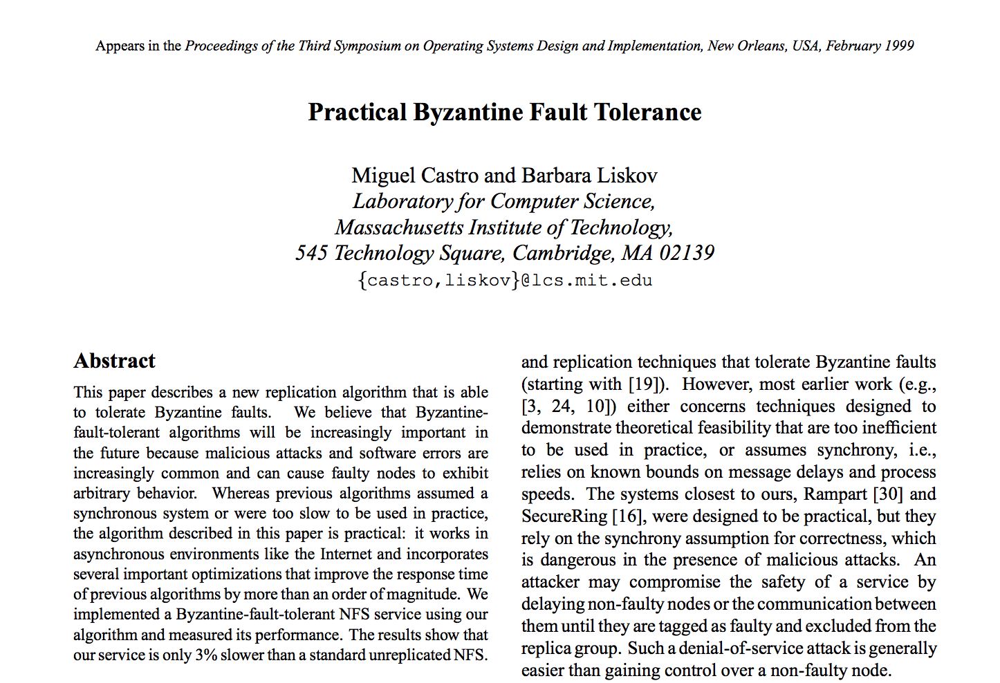 Appears in the Proceedings of the Third Symposium on Operating Systems Design and Implementation, New Orleans, USA, February 1999
Practical Byzantine Fault Tolerance
Miguel Castro and Barbara Liskov
Laboratory for Computer Science,
Massachusetts Institute of Technology,
545 Technology Square, Cambridge, MA 02139
{castro,liskov}@lcs.mit.edu
Abstract
This paper describes a new replication algorithm that is able
to tolerate Byzantine faults. We believe that Byzantine-
fault-tolerant algorithms will be increasingly important in
the future because malicious attacks and software errors are
increasingly common and can cause faulty nodes to exhibit
arbitrary behavior. Whereas previous algorithms assumed a
synchronous system or were too slow to be used in practice,
the algorithm described in this paper is practical: it works in
asynchronous environments like the Internet and incorporates
several important optimizations that improve the response time
of previous algorithms by more than an order of magnitude. We
implemented a Byzantine-fault-tolerant NFS service using our
algorithm and measured its performance. The results show that
our service is only 3% slower than a standard unreplicated NFS.
and replication techniques that tolerate Byzantine faults
(starting with [19]). However, most earlier work (e.g.,
[3, 24, 10]) either concerns techniques designed to
demonstrate theoretical feasibility that are too inefficient
to be used in practice, or assumes synchrony, i.e.,
relies on known bounds on message delays and process
speeds. The systems closest to ours, Rampart [30] and
SecureRing [16], were designed to be practical, but they
rely on the synchrony assumption for correctness, which
is dangerous in the presence of malicious attacks. An
attacker may compromise the safety of a service by
delaying non-faulty nodes or the communication between
them until they are tagged as faulty and excluded from the
replica group. Such a denial-of-service attack is generally
easier than gaining control over a non-faulty node.